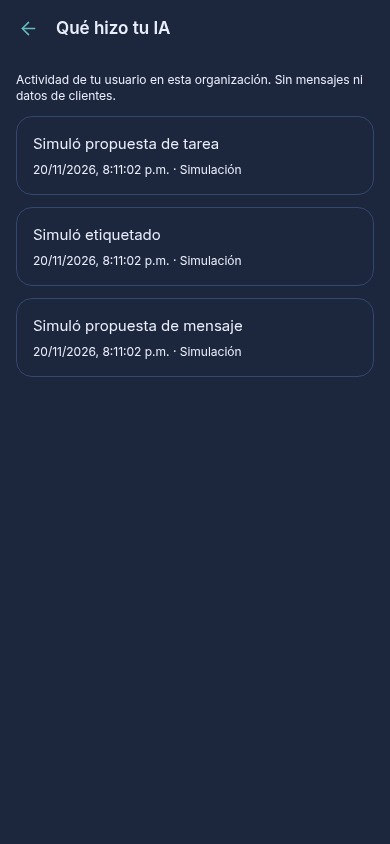 Qué hizo tu IA
Actividad de tu usuario en esta organización. Sin mensajes ni
datos de clientes.
Simuló propuesta de tarea
20/11/2026, 8:11:02 p.m. · Simulación
Simuló etiquetado
20/11/2026, 8:11:02 p.m. · Simulación
Simuló propuesta de mensaje
20/11/2026, 8:11:02 p.m. · Simulación